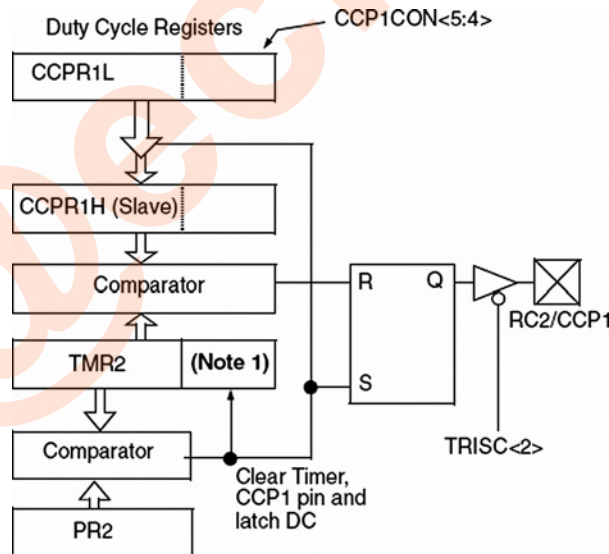 Duty Cycle Registers
CCP1CON<5:4>
CCPR1L
CCPR1H (Slave)
Comparator
R
Q
RC2/CCP1
TMR2
(Note 1)
S
TRISC<2>
Comparator
Clear Timer,
CCP1 pin and
latch DC
PR2